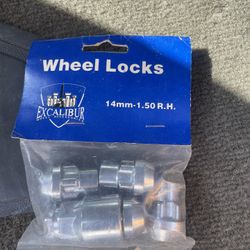 Wheel Locks
14mm-1.50 R.H.
EXCALIBUR